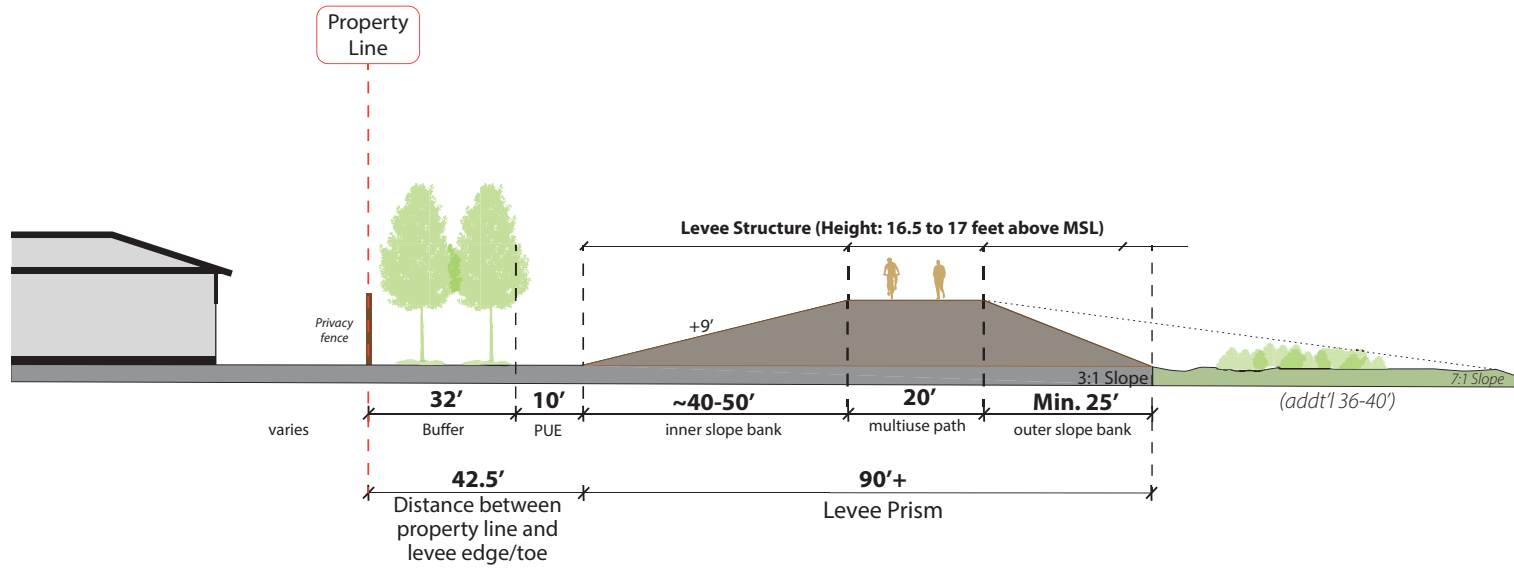 Property
Line
Levee Structure (Height: 16.5 to 17 feet above MSL)
Privacy
fence
+9’
3:1 Slope
7:1 Slope
32’
10’
~40-50’
20’
Min. 25’
(addt’l 36-40’)
varies
Buffer
PUE
inner slope bank
multiuse path
outer slope bank
42.5’
90’+
Distance between
property line and
levee edge/toe
Levee Prism